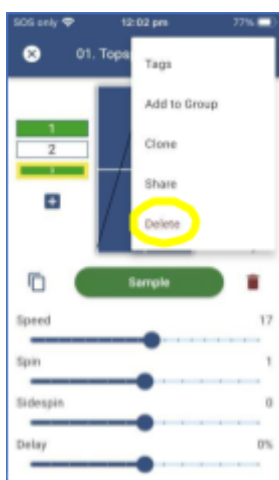 SOS only 12:02 pm 77%
01. Tops
Tags
Add to Group
Clone
Share
Delete
1
2
Sample
Speed 17
Spin 1
Sidespin 0
Delay 0%